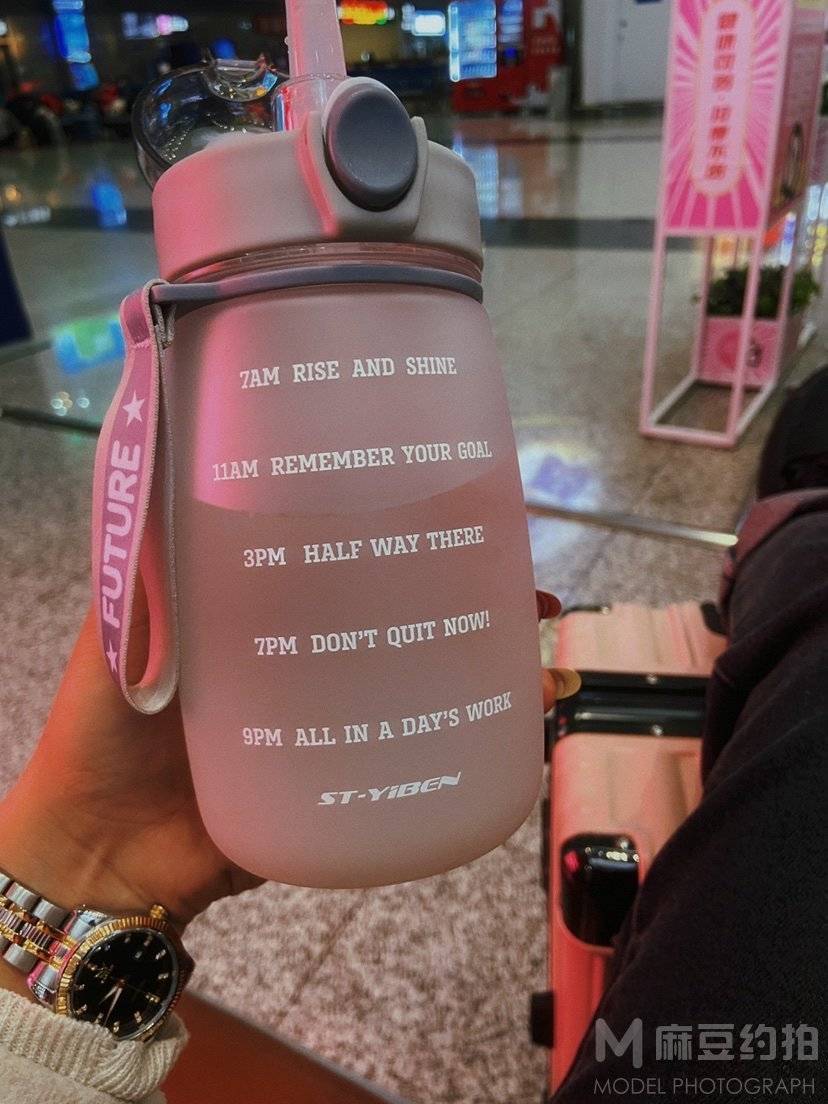 7AM RISE AND SHINE
11AM REMEMBER YOUR GOAL
3PM HALF WAY THERE
7PM DON'T QUIT NOW!
9PM ALL IN A DAY'S WORK
ST-YiBEN
★ FUTURE ★
M 麻豆约拍
MODEL PHOTOGRAPH